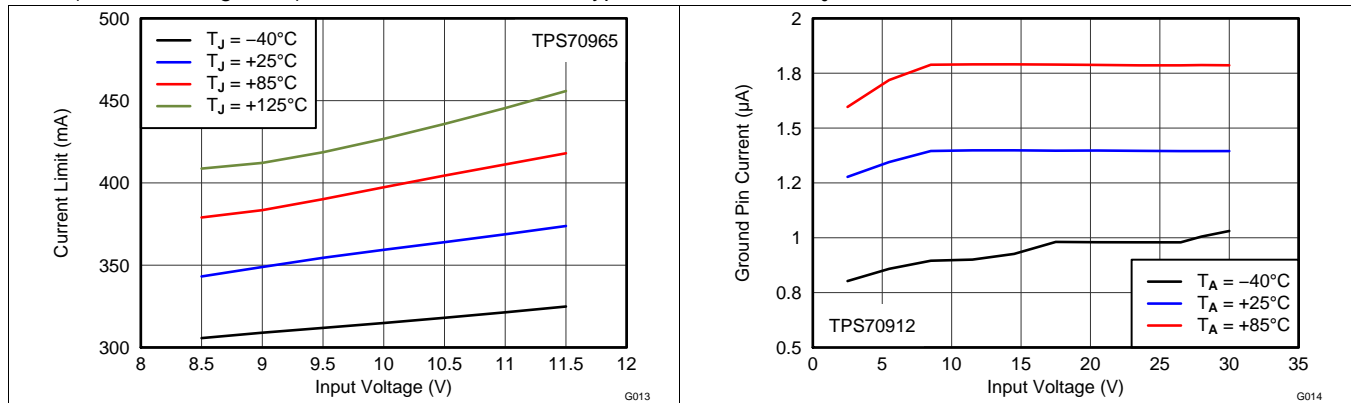 500
450
400
350
300
Current Limit (mA)
TJ = −40°C
TJ = +25°C
TJ = +85°C
TJ = +125°C
TPS70965
8 8.5 9 9.5 10 10.5 11 11.5 12
Input Voltage (V)
G013
2
1.8
1.5
1.2
1
0.8
0.5
Ground Pin Current (µA)
TA = −40°C
TA = +25°C
TA = +85°C
TPS70912
0 5 10 15 20 25 30 35
Input Voltage (V)
G014